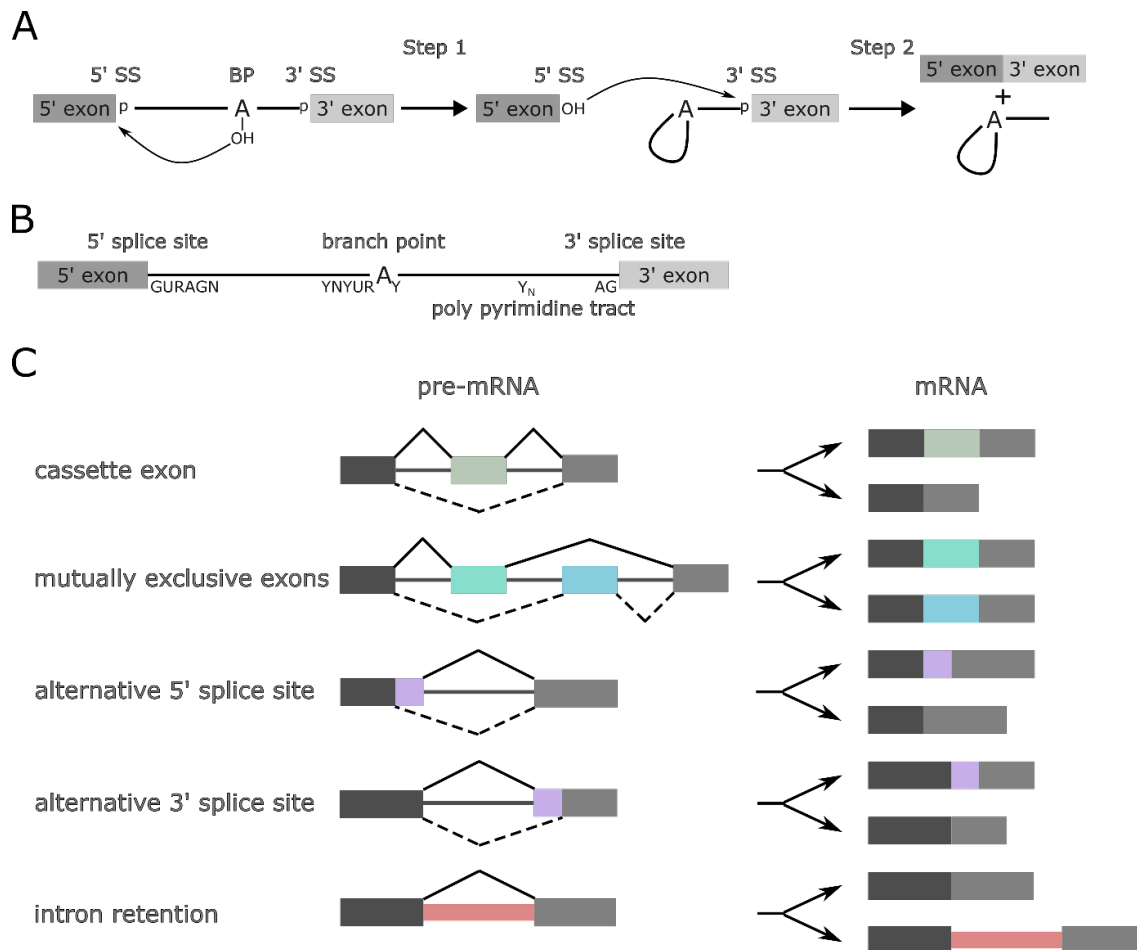 A
Step 1
Step 2
5' SS BP 3' SS 5' SS 3' SS
5' exon 3' exon
5' exon p A p 3' exon 5' exon OH A p 3' exon +
OH A
B
5' splice site branch point 3' splice site
5' exon A 3' exon
GURAGN YNYUR Y YN AG
poly pyrimidine tract
C
pre-mRNA mRNA
cassette exon
mutually exclusive exons
alternative 5' splice site
alternative 3' splice site
intron retention